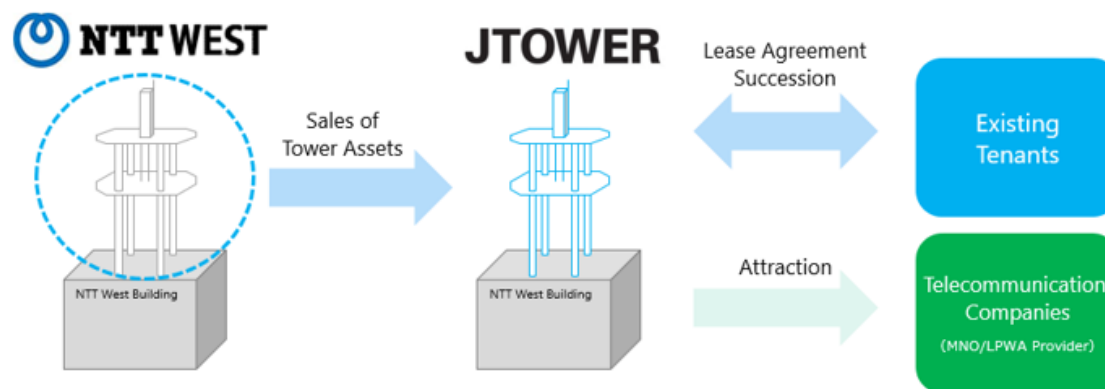 NTT WEST
JTOWER
Sales of
Tower Assets
Lease Agreement
Succession
Existing
Tenants
NTT West Building
NTT West Building
Attraction
Telecommunication
Companies
(MNO/LPWA Provider)